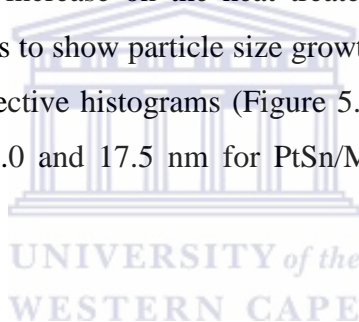 increase on the heat treate
s to show particle size growt
ective histograms (Figure 5.
.0 and 17.5 nm for PtSn/M
UNIVERSITY of the
WESTERN CAPE